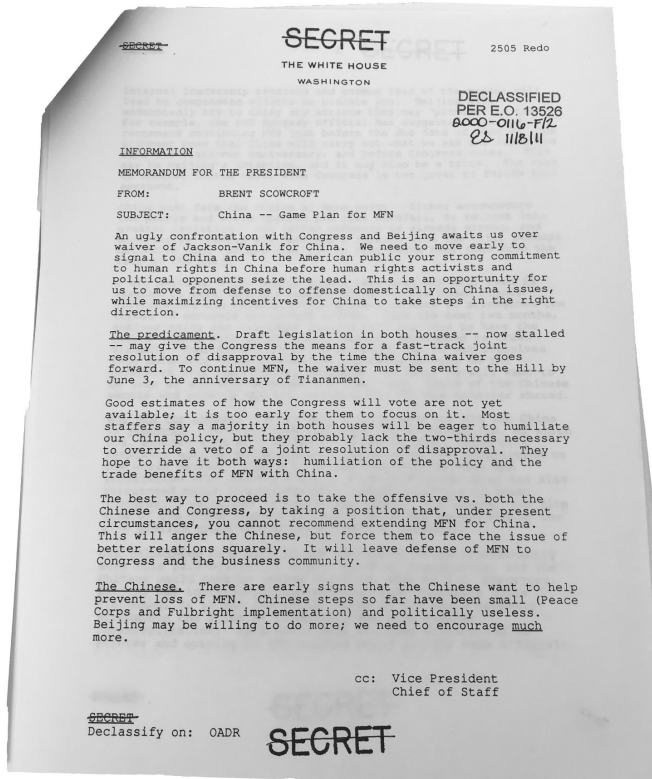 SECRET
SECRET
2505 Redo
THE WHITE HOUSE
WASHINGTON
DECLASSIFIED
PER E.O. 13526
2000-0116-F/2
11/8/11
INFORMATION
MEMORANDUM FOR THE PRESIDENT
FROM: BRENT SCOWCROFT
SUBJECT: China -- Game Plan for MFN
An ugly confrontation with Congress and Beijing awaits us over
waiver of Jackson-Vanik for China. We need to move early to
signal to China and to the American public your strong commitment
to human rights in China before human rights activists and
political opponents seize the lead. This is an opportunity for
us to move from defense to offense domestically on China issues,
while maximizing incentives for China to take steps in the right
direction.
The predicament. Draft legislation in both houses -- now stalled
-- may give the Congress the means for a fast-track joint
resolution of disapproval by the time the China waiver goes
forward. To continue MFN, the waiver must be sent to the Hill by
June 3, the anniversary of Tiananmen.
Good estimates of how the Congress will vote are not yet
available; it is too early for them to focus on it. Most
staffers say a majority in both houses will be eager to humiliate
our China policy, but they probably lack the two-thirds necessary
to override a veto of a joint resolution of disapproval. They
hope to have it both ways: humiliation of the policy and the
trade benefits of MFN with China.
The best way to proceed is to take the offensive vs. both the
Chinese and Congress, by taking a position that, under present
circumstances, you cannot recommend extending MFN for China.
This will anger the Chinese, but force them to face the issue of
better relations squarely. It will leave defense of MFN to
Congress and the business community.
The Chinese. There are early signs that the Chinese want to help
prevent loss of MFN. Chinese steps so far have been small (Peace
Corps and Fulbright implementation) and politically useless.
Beijing may be willing to do more; we need to encourage much
more.
cc: Vice President
Chief of Staff
SECRET
Declassify on: OADR
SECRET